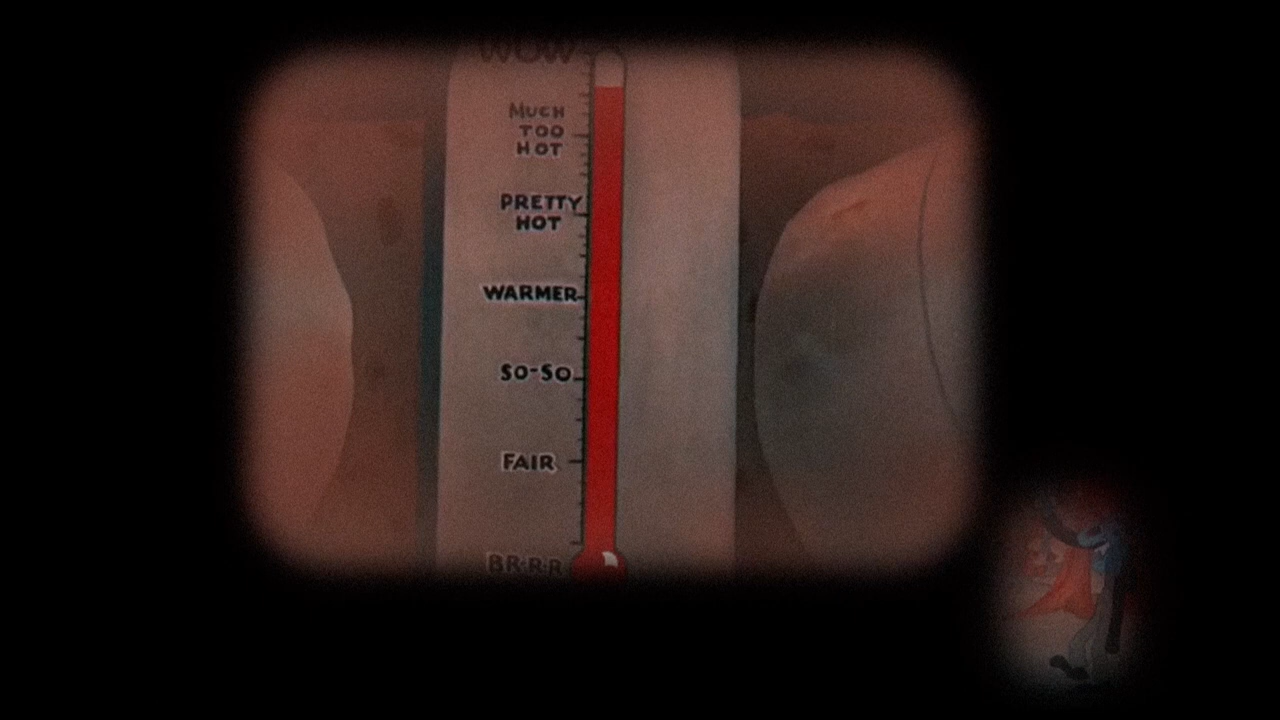 WOW
MUCH
TOO
HOT
PRETTY
HOT
WARMER
SO-SO
FAIR
BR-R-R